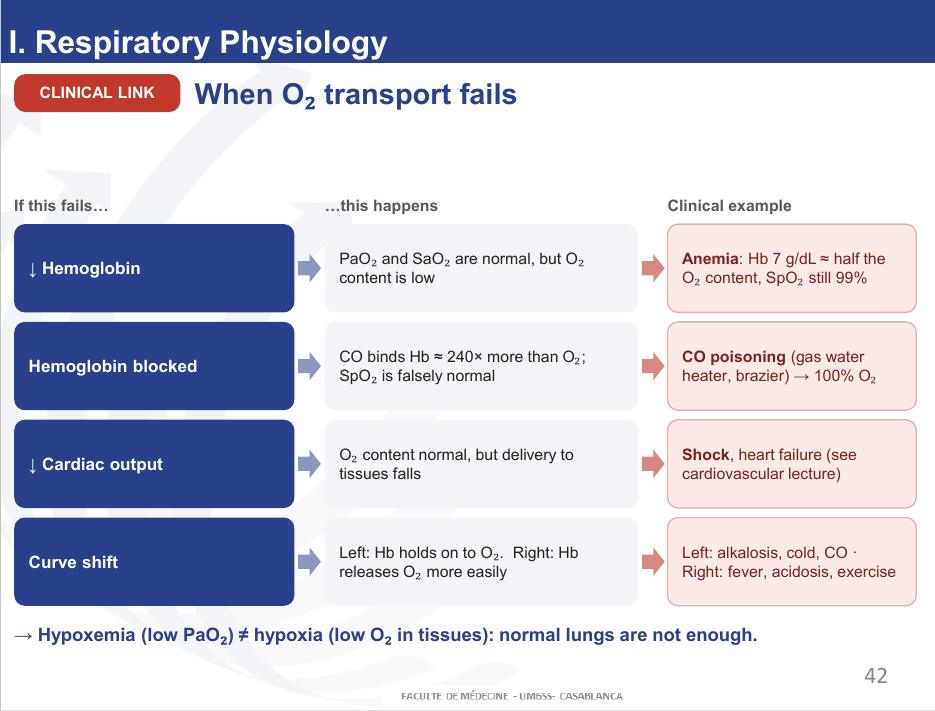 I. Respiratory Physiology
CLINICAL LINK
When O₂ transport fails
If this fails…
…this happens
Clinical example
↓ Hemoglobin
PaO₂ and SaO₂ are normal, but O₂
content is low
Anemia: Hb 7 g/dL ≈ half the
O₂ content, SpO₂ still 99%
Hemoglobin blocked
CO binds Hb ≈ 240× more than O₂;
SpO₂ is falsely normal
CO poisoning (gas water
heater, brazier) → 100% O₂
↓ Cardiac output
O₂ content normal, but delivery to
tissues falls
Shock, heart failure (see
cardiovascular lecture)
Curve shift
Left: Hb holds on to O₂.  Right: Hb
releases O₂ more easily
Left: alkalosis, cold, CO ·
Right: fever, acidosis, exercise
→ Hypoxemia (low PaO₂) ≠ hypoxia (low O₂ in tissues): normal lungs are not enough.
42
FACULTE DE MÉDECINE - UM6SS- CASABLANCA